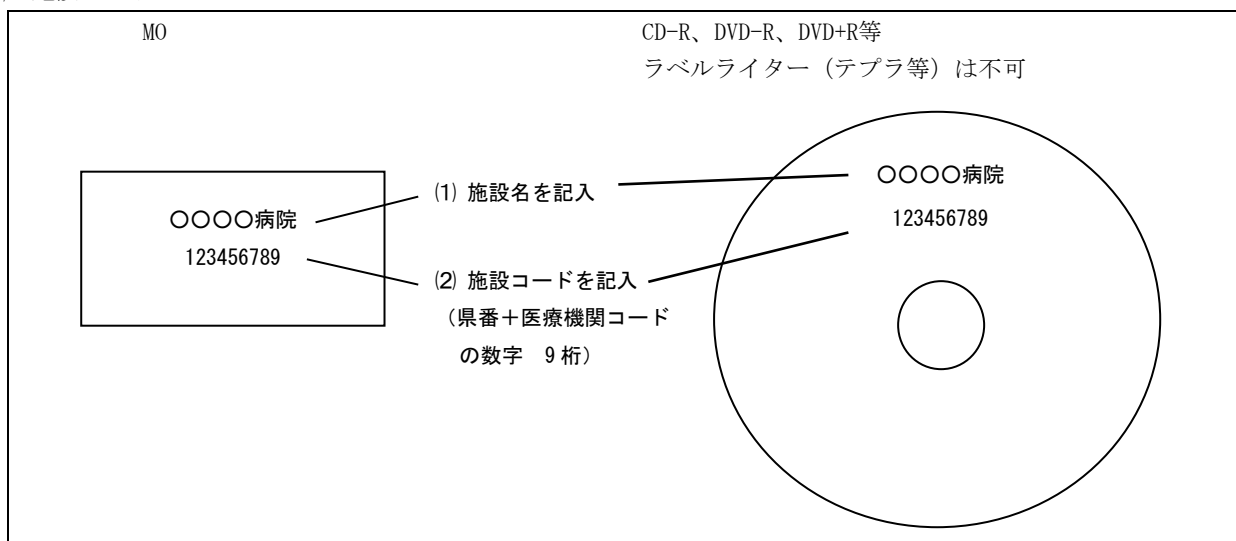 MO
CD-R、DVD-R、DVD+R等
ラベルライター（テプラ等）は不可
〇〇〇〇病院
123456789
⑴ 施設名を記入
⑵ 施設コードを記入
（県番＋医療機関コード
の数字　9桁）
〇〇〇〇病院
123456789